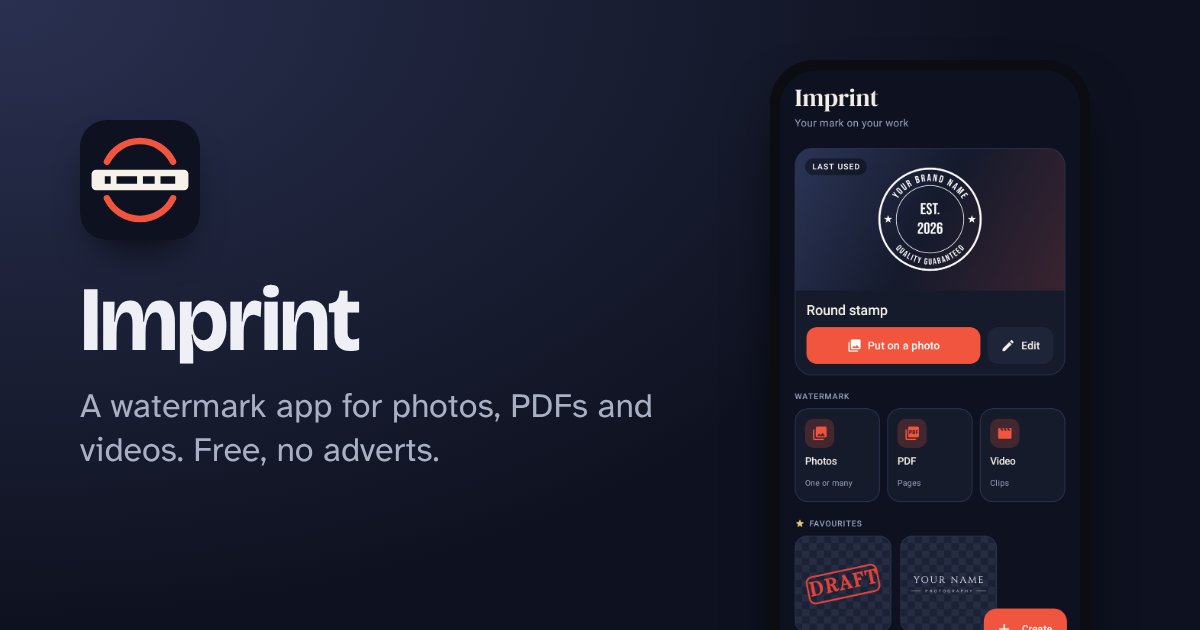 Imprint
A watermark app for photos, PDFs and
videos. Free, no adverts.
Imprint
Your mark on your work
LAST USED
YOUR BRAND NAME
EST.
2026
QUALITY GUARANTEED
Round stamp
Put on a photo
Edit
WATERMARK
Photos
One or many
PDF
PDF
Pages
Video
Clips
FAVOURITES
DRAFT
YOUR NAME
PHOTOGRAPHY
+ Create